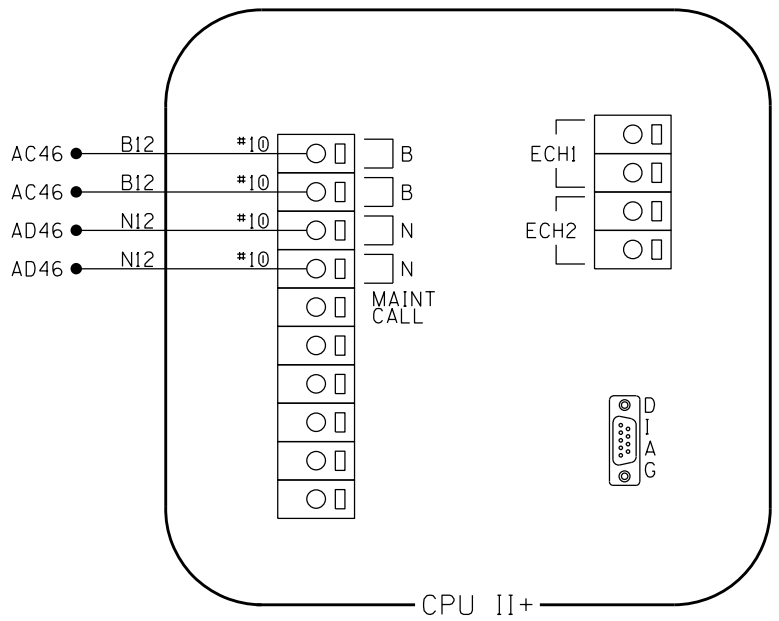 AC46 B12 #10 B
AC46 B12 #10 B
AD46 N12 #10 N
AD46 N12 #10 N
MAINT
CALL
ECH1
ECH2
D
I
A
G
CPU II+